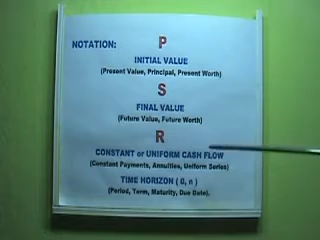 NOTATION: P
INITIAL VALUE
(Present Value, Principal, Present Worth)
S
FINAL VALUE
(Future Value, Future Worth)
R
CONSTANT or UNIFORM CASH FLOW
(Constant Payments, Annuities, Uniform Series)
TIME HORIZON ( 0, n )
(Period, Term, Maturity, Due Date).